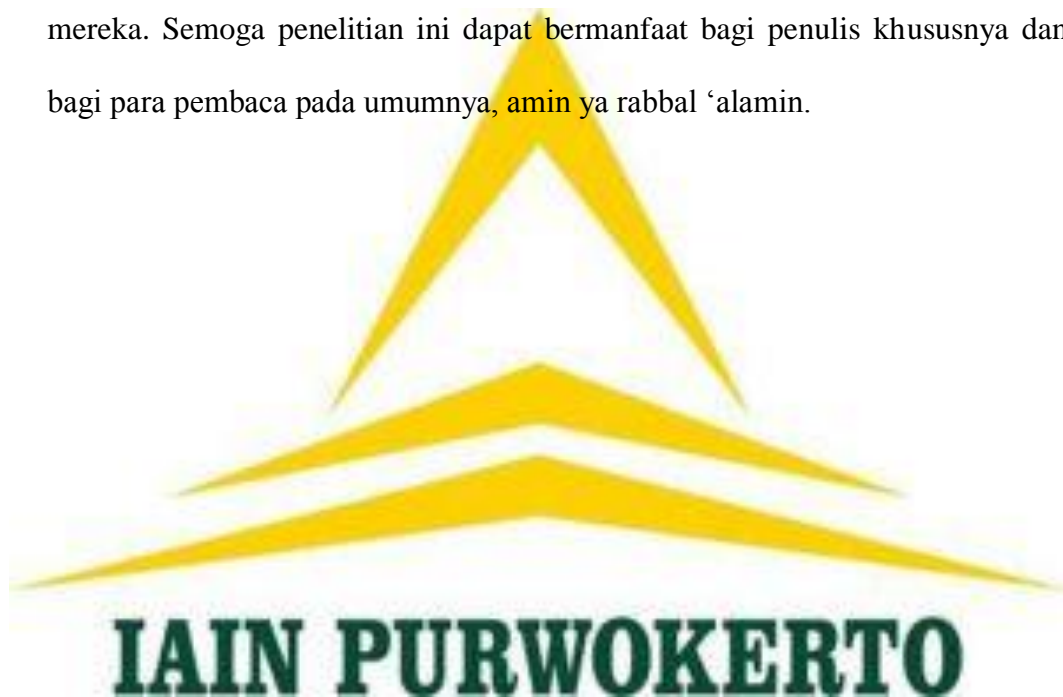 mereka. Semoga penelitian ini dapat bermanfaat bagi penulis khususnya dan
bagi para pembaca pada umumnya, amin ya rabbal ‘alamin.
IAIN PURWOKERTO